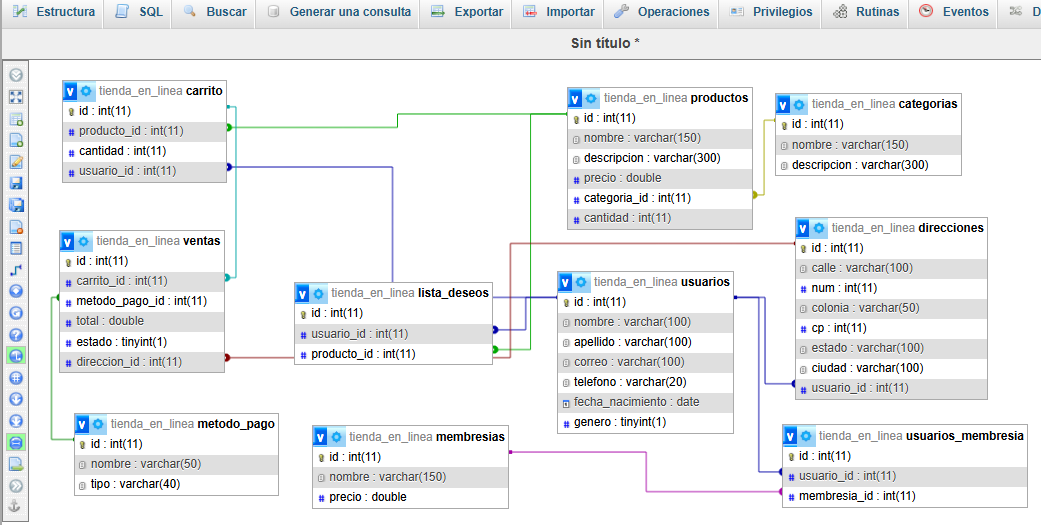 Estructura SQL Buscar Generar una consulta Exportar Importar Operaciones Privilegios Rutinas Eventos D
Sin título *
v tienda_en_linea carrito
id : int(11)
# producto_id : int(11)
# cantidad : int(11)
# usuario_id : int(11)
v tienda_en_linea productos
id : int(11)
nombre : varchar(150)
descripcion : varchar(300)
# precio : double
# categoria_id : int(11)
# cantidad : int(11)
v tienda_en_linea categorias
id : int(11)
nombre : varchar(150)
descripcion : varchar(300)
v tienda_en_linea ventas
id : int(11)
# carrito_id : int(11)
# metodo_pago_id : int(11)
# total : double
# estado : tinyint(1)
# direccion_id : int(11)
v tienda_en_linea lista_deseos
id : int(11)
# usuario_id : int(11)
# producto_id : int(11)
v tienda_en_linea usuarios
id : int(11)
nombre : varchar(100)
apellido : varchar(100)
correo : varchar(100)
telefono : varchar(20)
fecha_nacimiento : date
# genero : tinyint(1)
v tienda_en_linea direcciones
id : int(11)
calle : varchar(100)
# num : int(11)
colonia : varchar(50)
# cp : int(11)
estado : varchar(100)
ciudad : varchar(100)
# usuario_id : int(11)
v tienda_en_linea metodo_pago
id : int(11)
nombre : varchar(50)
tipo : varchar(40)
v tienda_en_linea membresias
id : int(11)
nombre : varchar(150)
# precio : double
v tienda_en_linea usuarios_membresia
id : int(11)
# usuario_id : int(11)
# membresia_id : int(11)